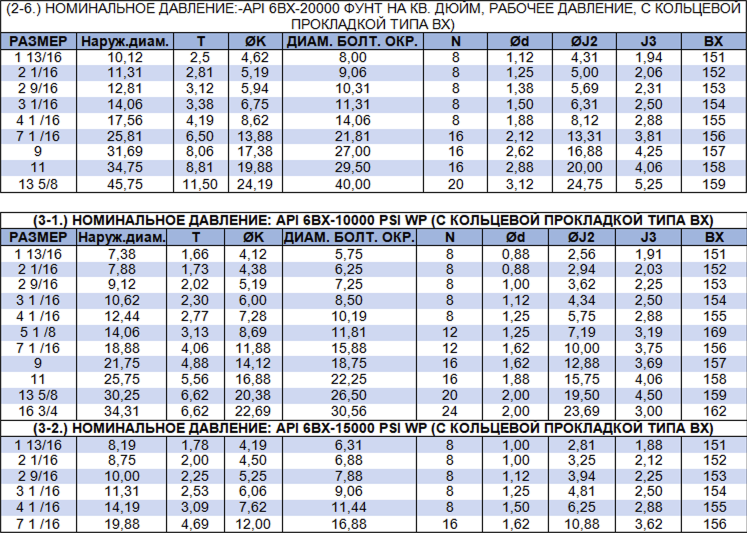 (2-6.) НОМИНАЛЬНОЕ ДАВЛЕНИЕ:-API 6BX-20000 ФУНТ НА КВ. ДЮЙМ, РАБОЧЕЕ ДАВЛЕНИЕ, С КОЛЬЦЕВОЙ
ПРОКЛАДКОЙ ТИПА BX)
РАЗМЕР Наруж.диам. T ØK ДИАМ. БОЛТ. ОКР. N Ød ØJ2 J3 BX
1 13/16 10,12 2,5 4,62 8,00 8 1,12 4,31 1,94 151
2 1/16 11,31 2,81 5,19 9,06 8 1,25 5,00 2,06 152
2 9/16 12,81 3,12 5,94 10,31 8 1,38 5,69 2,31 153
3 1/16 14,06 3,38 6,75 11,31 8 1,50 6,31 2,50 154
4 1 /16 17,56 4,19 8,62 14,06 8 1,88 8,12 2,88 155
7 1 /16 25,81 6,50 13,88 21,81 16 2,12 13,31 3,81 156
9 31,69 8,06 17,38 27,00 16 2,62 16,88 4,25 157
11 34,75 8,81 19,88 29,50 16 2,88 20,00 4,06 158
13 5/8 45,75 11,50 24,19 40,00 20 3,12 24,75 5,25 159
(3-1.) НОМИНАЛЬНОЕ ДАВЛЕНИЕ: API 6BX-10000 PSI WP (С КОЛЬЦЕВОЙ ПРОКЛАДКОЙ ТИПА BX)
РАЗМЕР Наруж.диам. T ØK ДИАМ. БОЛТ. ОКР. N Ød ØJ2 J3 BX
1 13/16 7,38 1,66 4,12 5,75 8 0,88 2,56 1,91 151
2 1/16 7,88 1,73 4,38 6,25 8 0,88 2,94 2,03 152
2 9/16 9,12 2,02 5,19 7,25 8 1,00 3,62 2,25 153
3 1 /16 10,62 2,30 6,00 8,50 8 1,12 4,34 2,50 154
4 1 /16 12,44 2,77 7,28 10,19 8 1,25 5,75 2,88 155
5 1 /8 14,06 3,13 8,69 11,81 12 1,25 7,19 3,19 169
7 1 /16 18,88 4,06 11,88 15,88 12 1,62 10,00 3,75 156
9 21,75 4,88 14,12 18,75 16 1,62 12,88 3,69 157
11 25,75 5,56 16,88 22,25 16 1,88 15,75 4,06 158
13 5/8 30,25 6,62 20,38 26,50 20 2,00 19,50 4,50 159
16 3/4 34,31 6,62 22,69 30,56 24 2,00 23,69 3,00 162
(3-2.) НОМИНАЛЬНОЕ ДАВЛЕНИЕ: API 6BX-15000 PSI WP (С КОЛЬЦЕВОЙ ПРОКЛАДКОЙ ТИПА BX)
1 13/16 8,19 1,78 4,19 6,31 8 1,00 2,81 1,88 151
2 1/16 8,75 2,00 4,50 6,88 8 1,00 3,25 2,12 152
2 9/16 10,00 2,25 5,25 7,88 8 1,12 3,94 2,25 153
3 1 /16 11,31 2,53 6,06 9,06 8 1,25 4,81 2,50 154
4 1 /16 14,19 3,09 7,62 11,44 8 1,50 6,25 2,88 155
7 1 /16 19,88 4,69 12,00 16,88 16 1,62 10,88 3,62 156